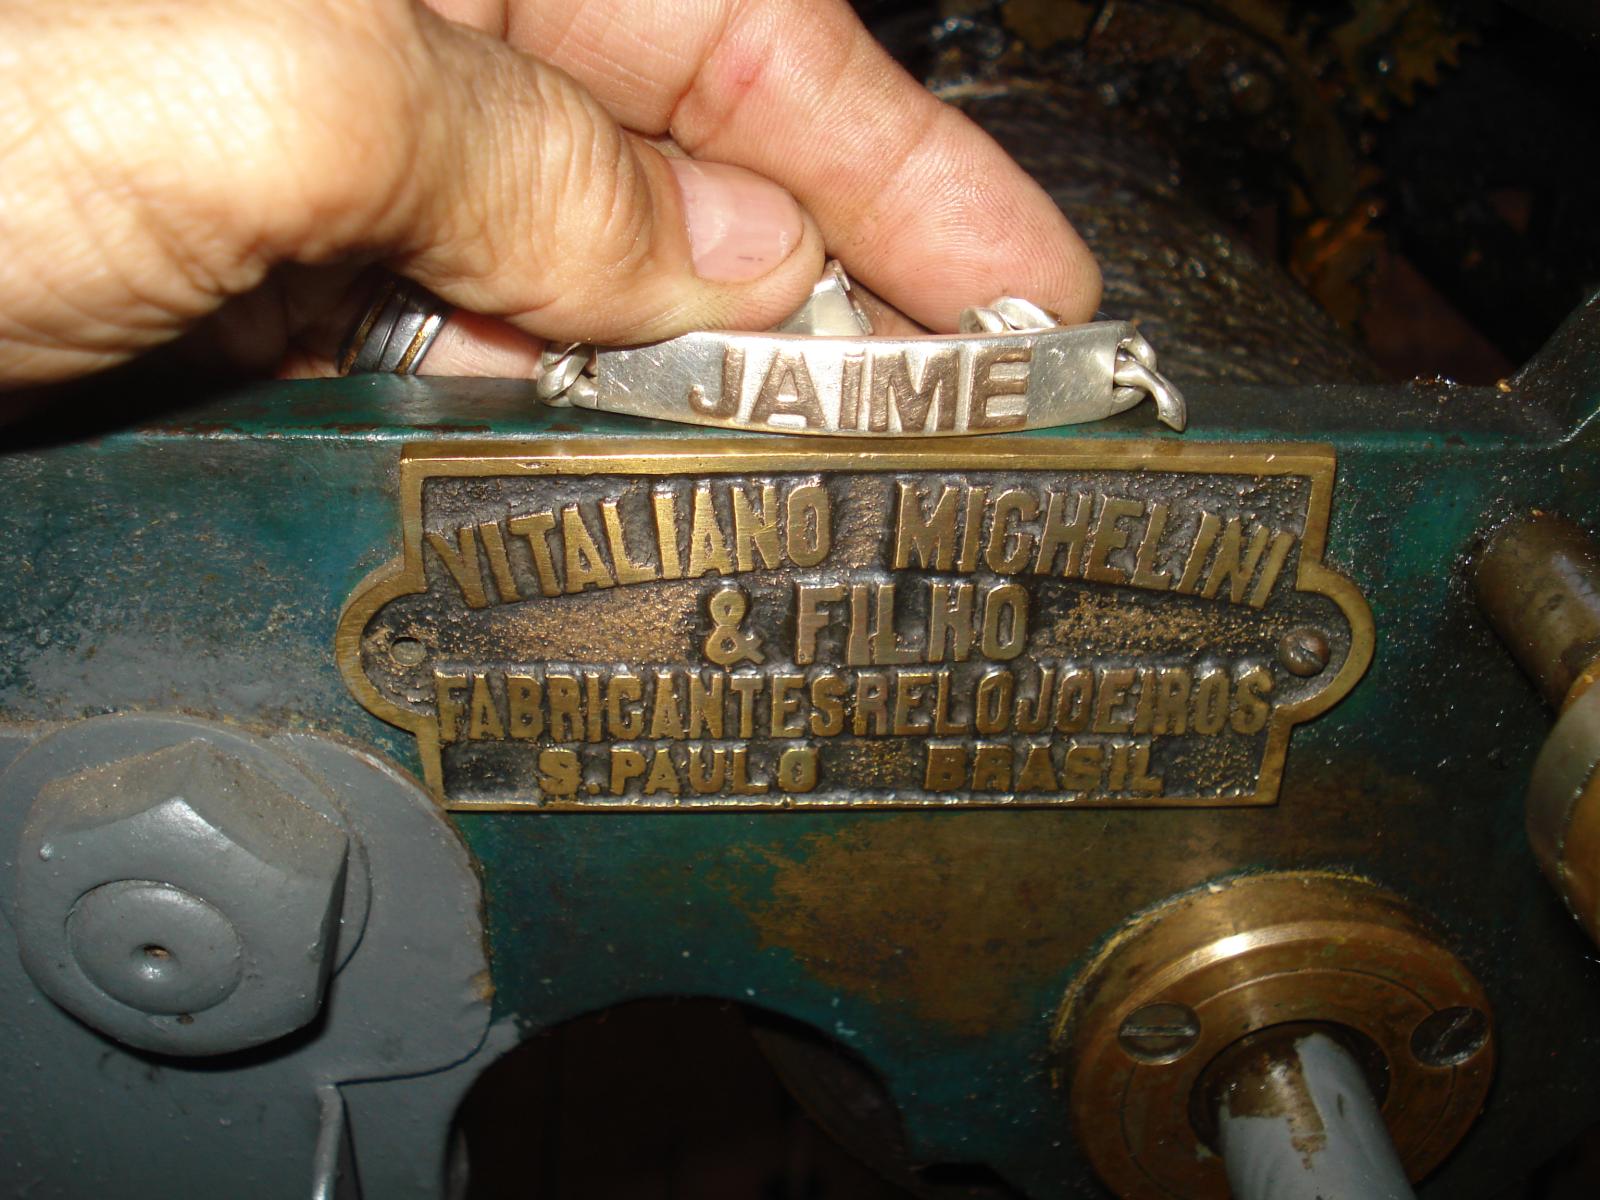 JAiME
VITALIANO MICHELINI
& FILHO
FABRICANTES RELOJOEIROS
S. PAULO BRASIL